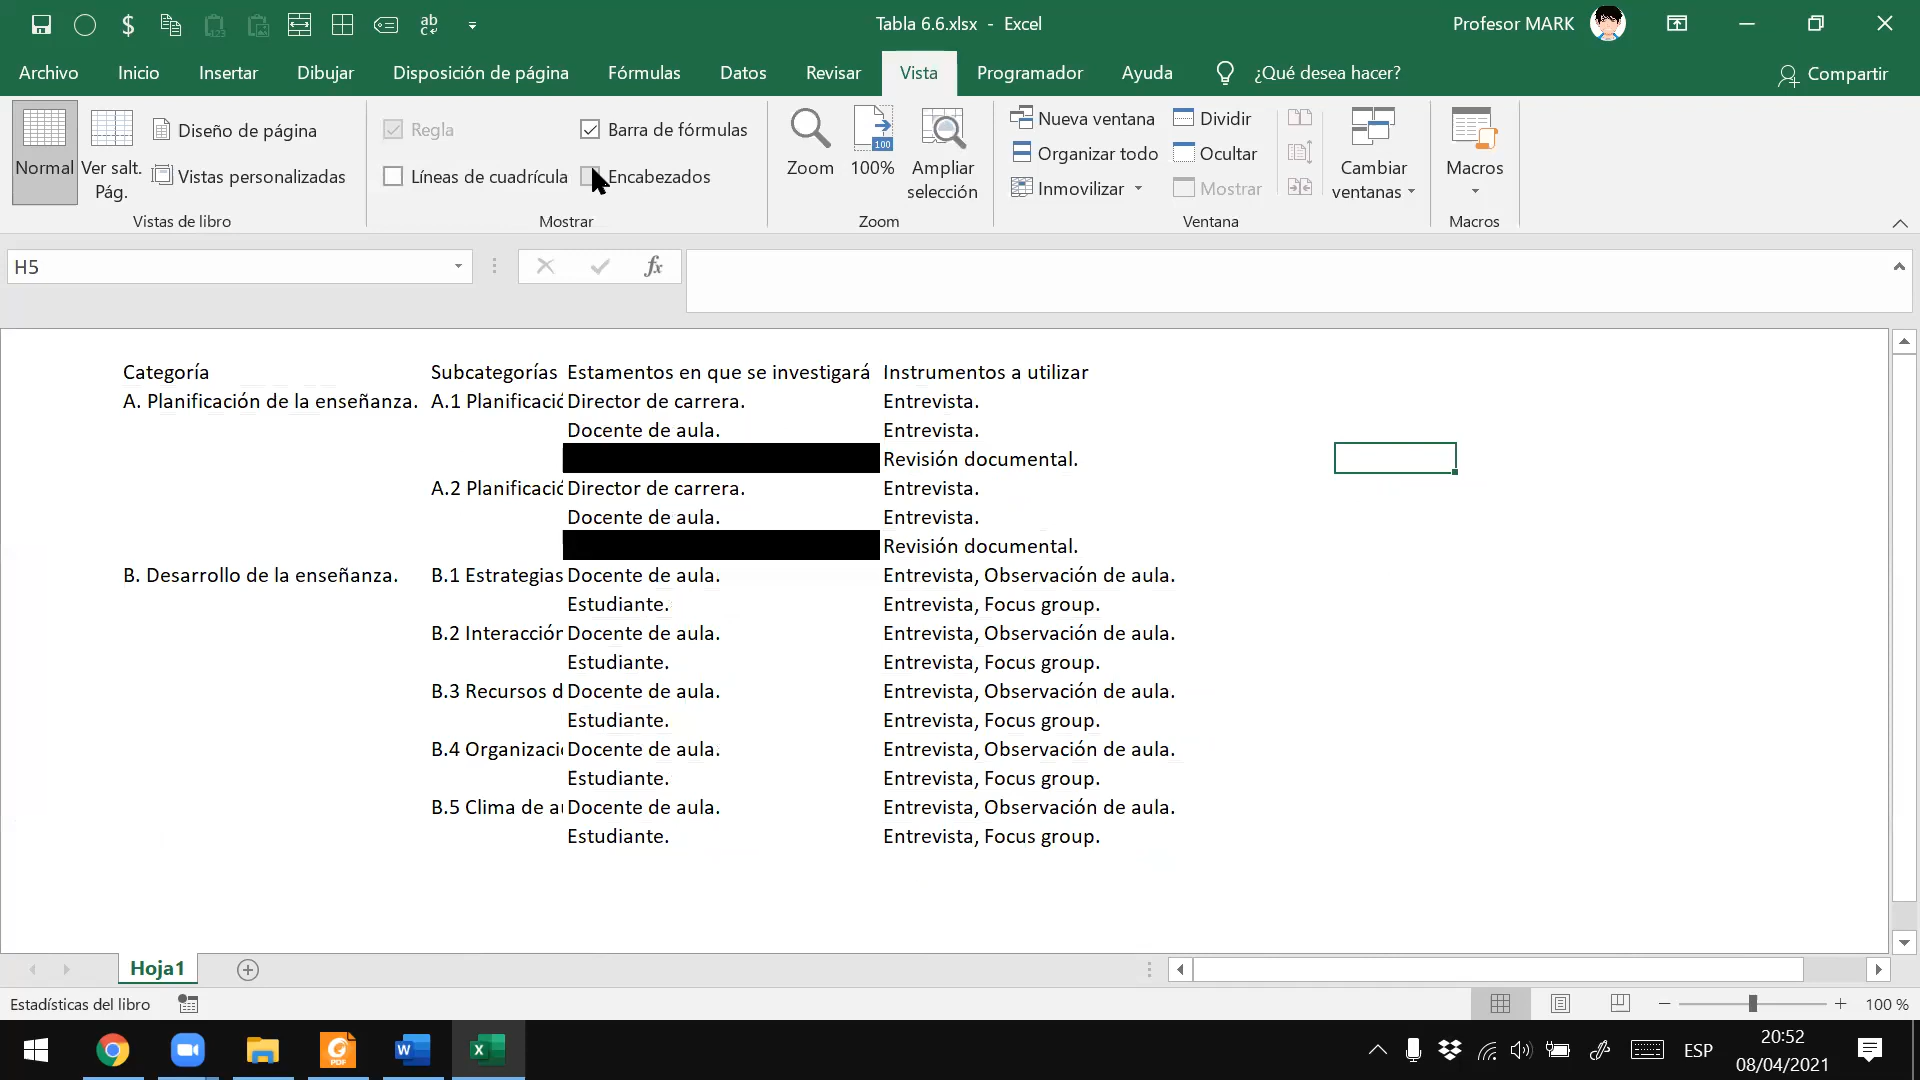 Tabla 6.6.xlsx - Excel
Profesor MARK
Archivo Inicio Insertar Dibujar Disposición de página Fórmulas Datos Revisar Vista Programador Ayuda ¿Qué desea hacer? Compartir
Normal
Ver salt. Pág.
Diseño de página
Vistas personalizadas
Vistas de libro
Regla
Barra de fórmulas
Líneas de cuadrícula
Encabezados
Mostrar
Zoom
100
100%
Ampliar selección
Zoom
Nueva ventana
Organizar todo
Inmovilizar
Dividir
Ocultar
Mostrar
Cambiar ventanas
Ventana
Macros
Macros
H5
fx
Categoría Subcategorías Estamentos en que se investigará Instrumentos a utilizar
A. Planificación de la enseñanza. A.1 Planificació Director de carrera. Entrevista.
Docente de aula. Entrevista.
Revisión documental.
A.2 Planificació Director de carrera. Entrevista.
Docente de aula. Entrevista.
Revisión documental.
B. Desarrollo de la enseñanza. B.1 Estrategias Docente de aula. Entrevista, Observación de aula.
Estudiante. Entrevista, Focus group.
B.2 Interacción Docente de aula. Entrevista, Observación de aula.
Estudiante. Entrevista, Focus group.
B.3 Recursos d Docente de aula. Entrevista, Observación de aula.
Estudiante. Entrevista, Focus group.
B.4 Organizaci Docente de aula. Entrevista, Observación de aula.
Estudiante. Entrevista, Focus group.
B.5 Clima de a Docente de aula. Entrevista, Observación de aula.
Estudiante. Entrevista, Focus group.
Hoja1
Estadísticas del libro
100 %
ESP
20:52
08/04/2021